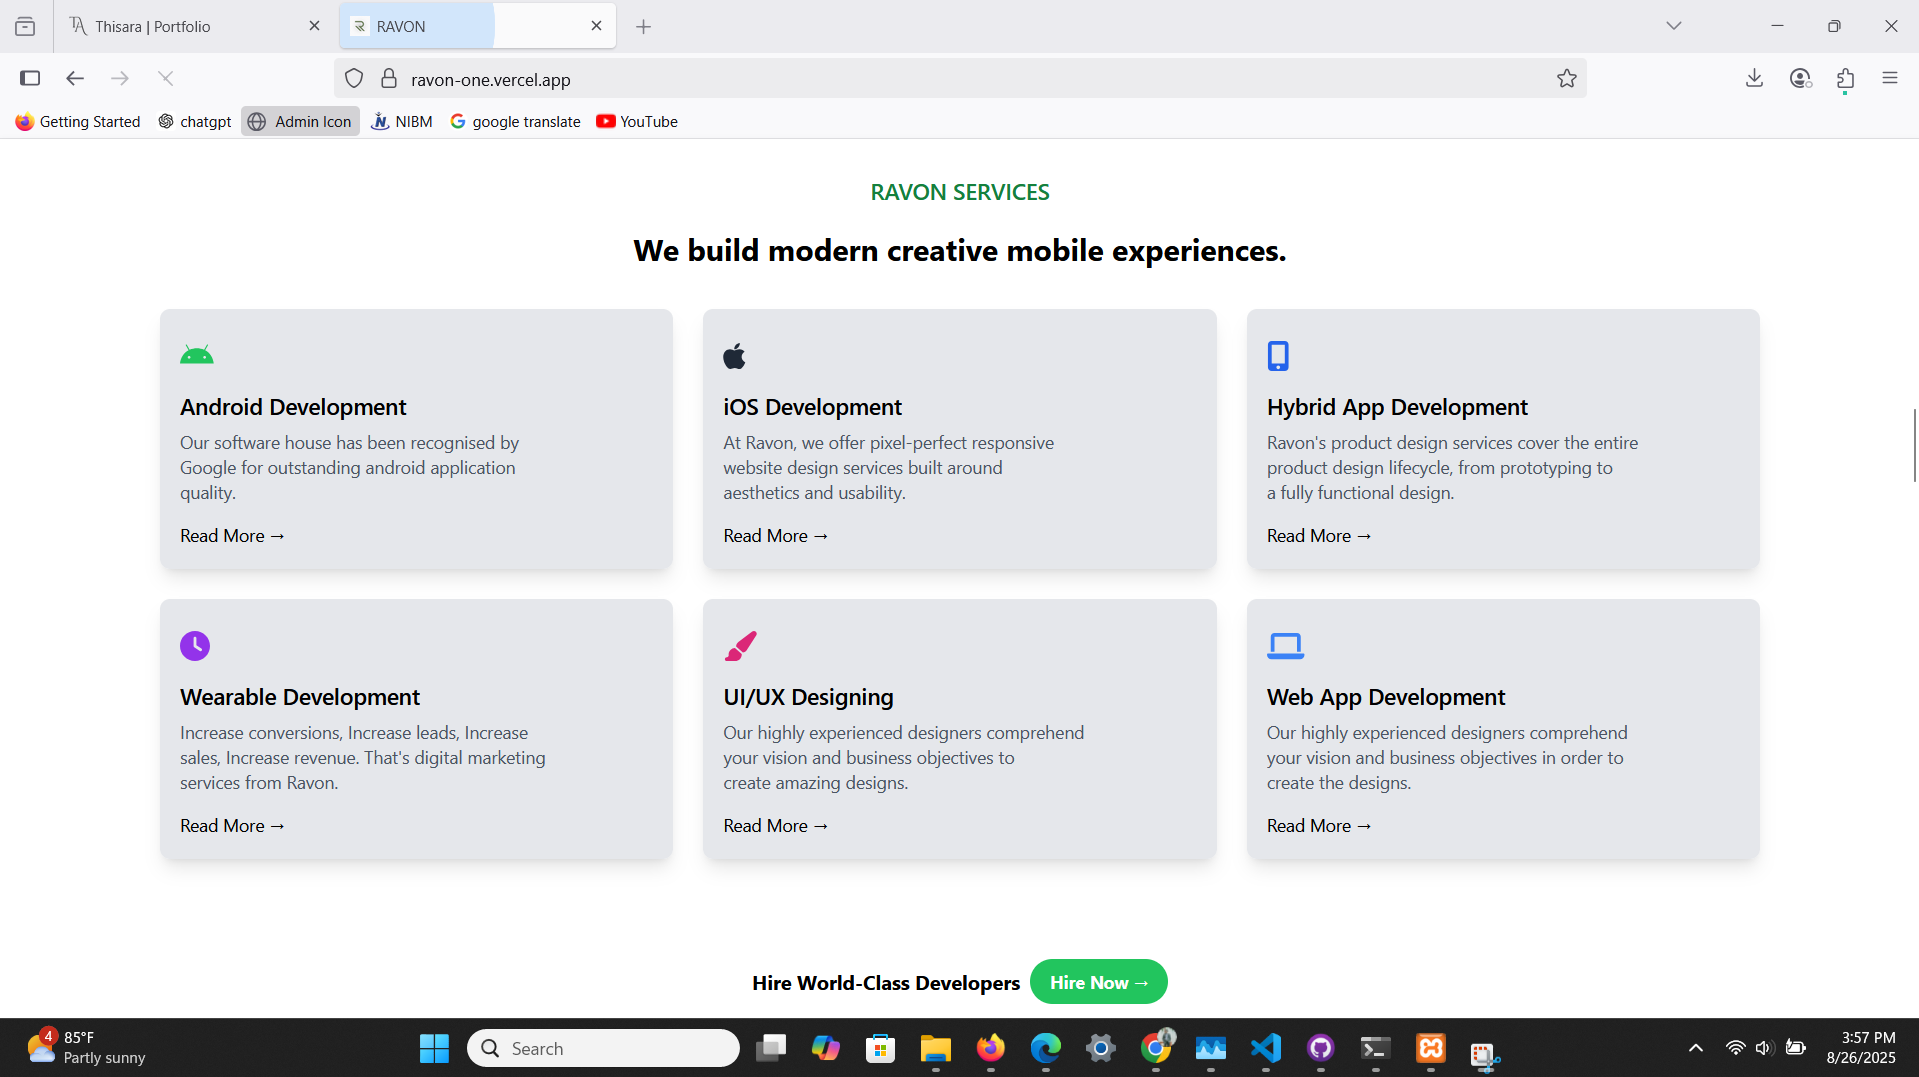 Thisara | Portfolio
RAVON
ravon-one.vercel.app
Getting Started
chatgpt
Admin Icon
NIBM
google translate
YouTube
RAVON SERVICES
We build modern creative mobile experiences.
Android Development
Our software house has been recognised by
Google for outstanding android application
quality.
Read More →
iOS Development
At Ravon, we offer pixel-perfect responsive
website design services built around
aesthetics and usability.
Read More →
Hybrid App Development
Ravon's product design services cover the entire
product design lifecycle, from prototyping to
a fully functional design.
Read More →
Wearable Development
Increase conversions, Increase leads, Increase
sales, Increase revenue. That's digital marketing
services from Ravon.
Read More →
UI/UX Designing
Our highly experienced designers comprehend
your vision and business objectives to
create amazing designs.
Read More →
Web App Development
Our highly experienced designers comprehend
your vision and business objectives in order to
create the designs.
Read More →
Hire World-Class Developers
Hire Now →
4
85°F
Partly sunny
Search
3:57 PM
8/26/2025